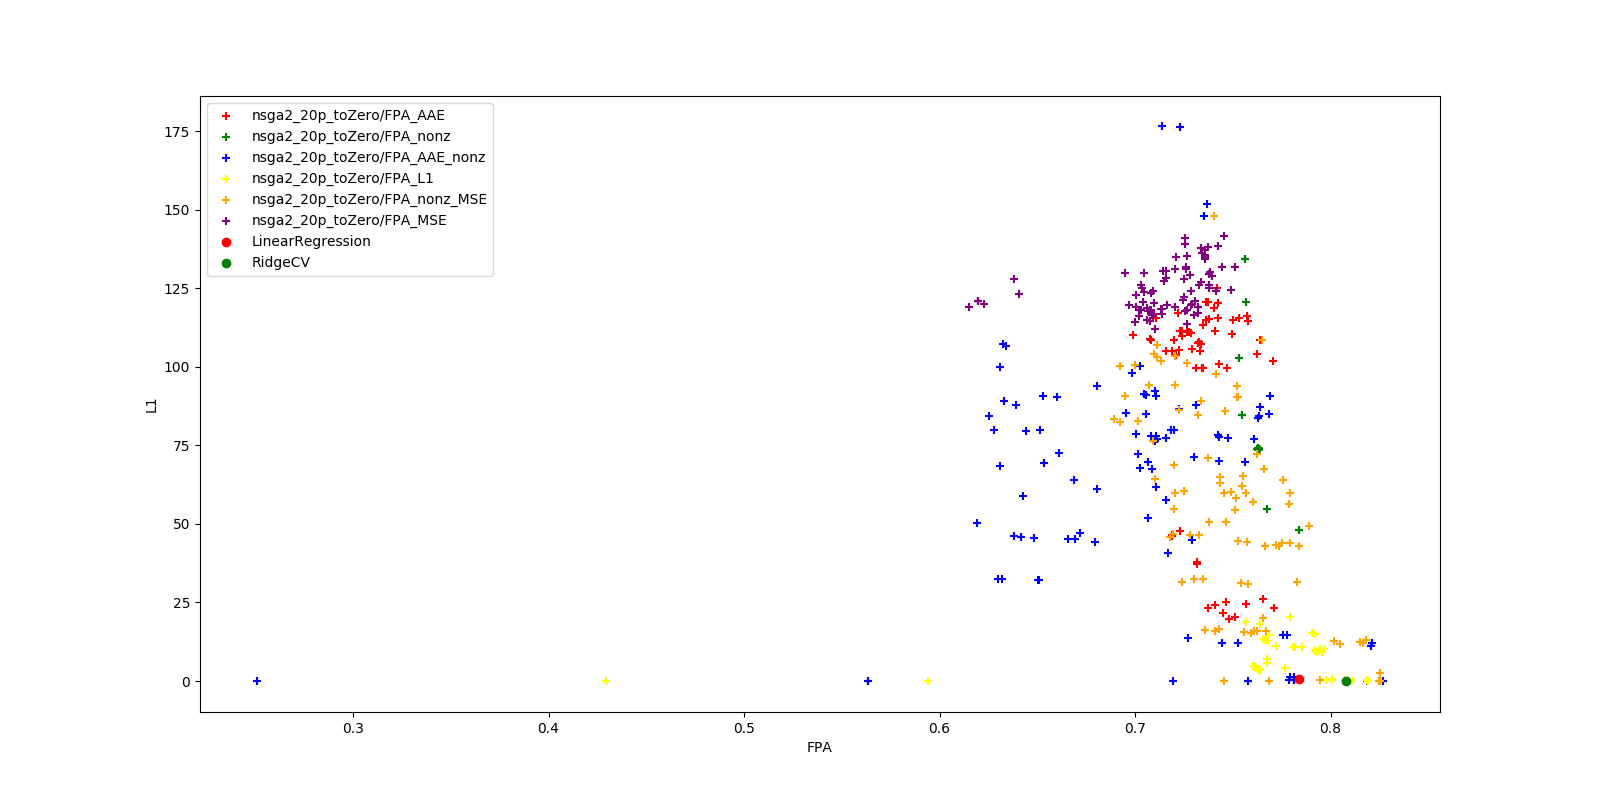 nsga2_20p_toZero/FPA_AAE
nsga2_20p_toZero/FPA_nonz
nsga2_20p_toZero/FPA_AAE_nonz
nsga2_20p_toZero/FPA_L1
nsga2_20p_toZero/FPA_nonz_MSE
nsga2_20p_toZero/FPA_MSE
LinearRegression
RidgeCV
175
150
125
100
75
50
25
0
L1
0.3 0.4 0.5 0.6 0.7 0.8
FPA